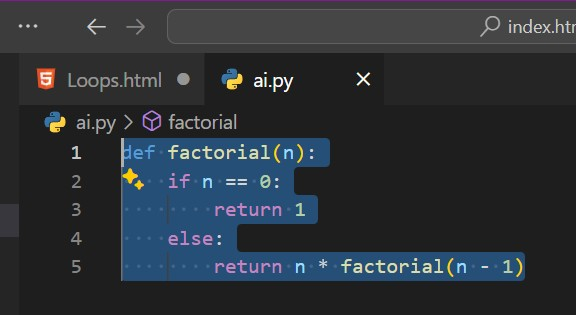 ··· index.htm
Loops.html ai.py
ai.py > factorial
1 def factorial(n):
2     if n == 0:
3         return 1
4     else:
5         return n * factorial(n - 1)